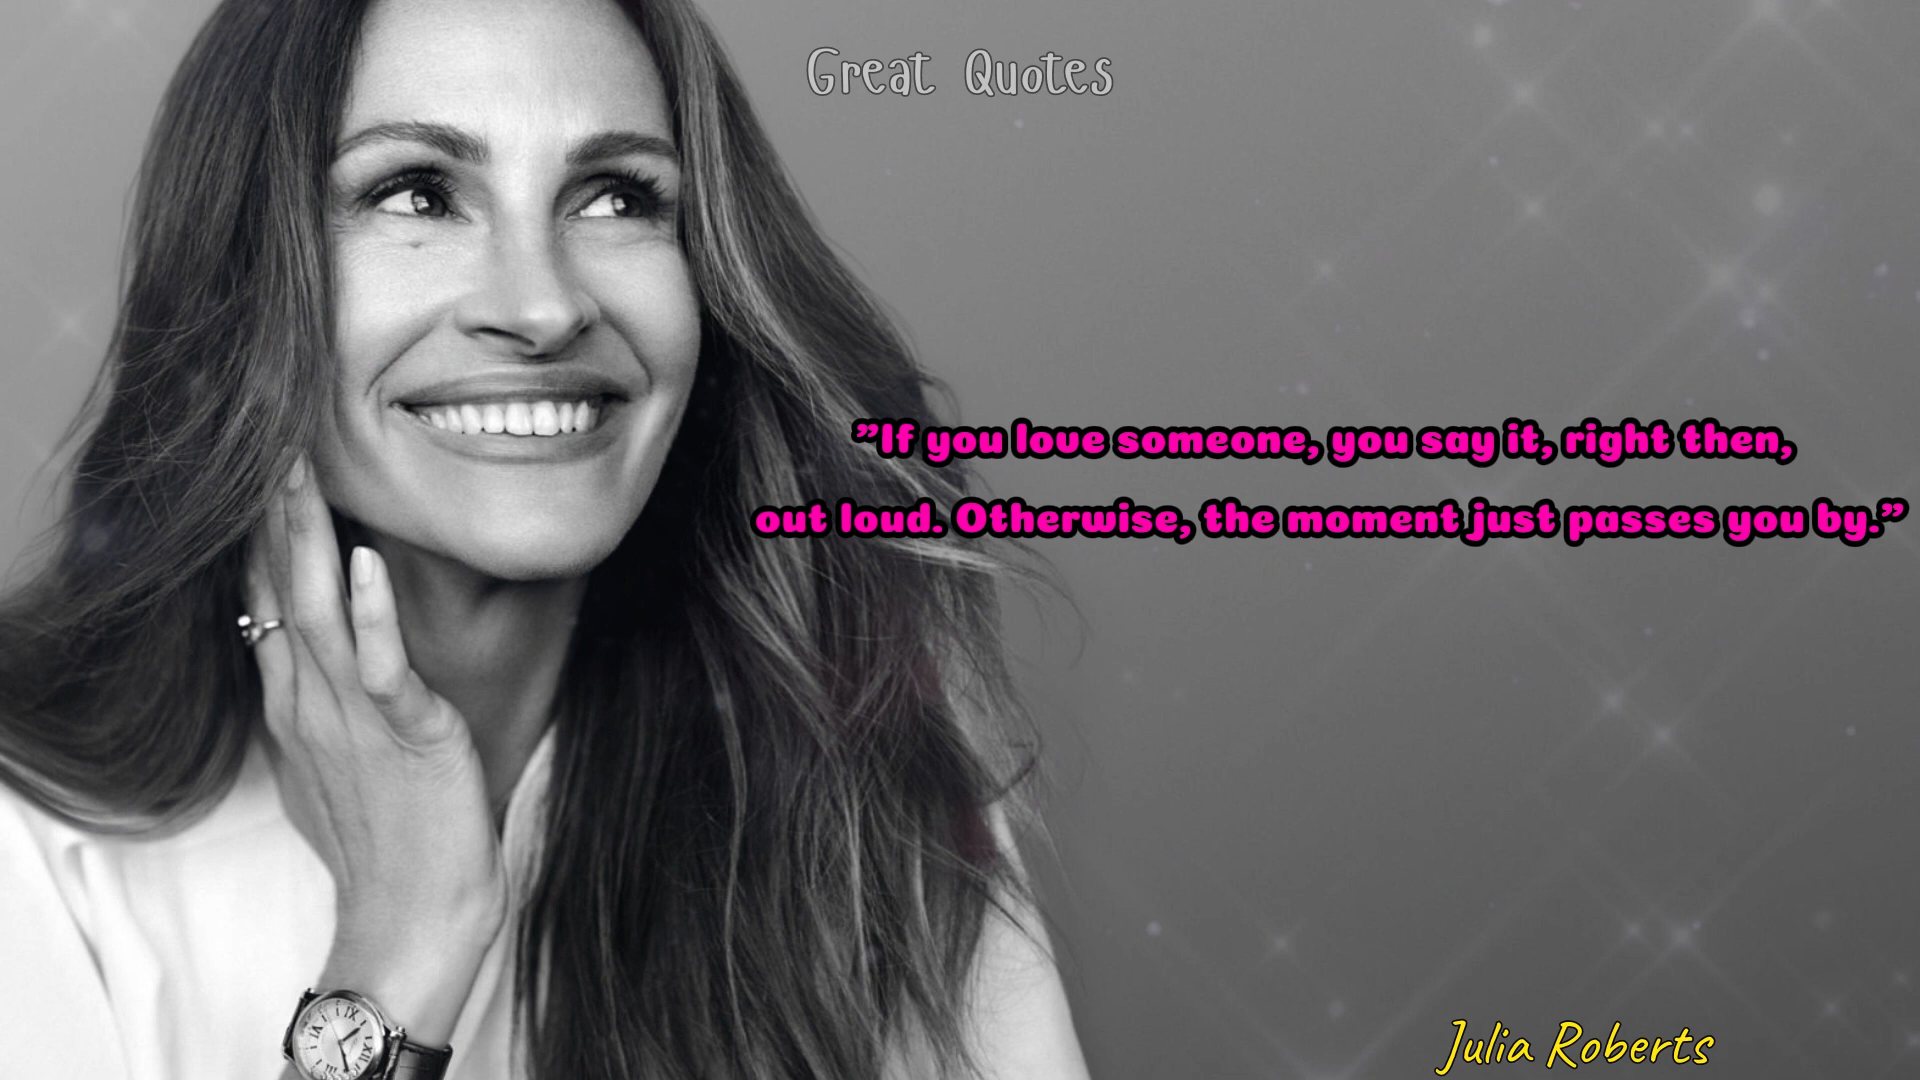 Great Quotes
”If you love someone, you say it, right then,
out loud. Otherwise, the moment just passes you by.”
Julia Roberts